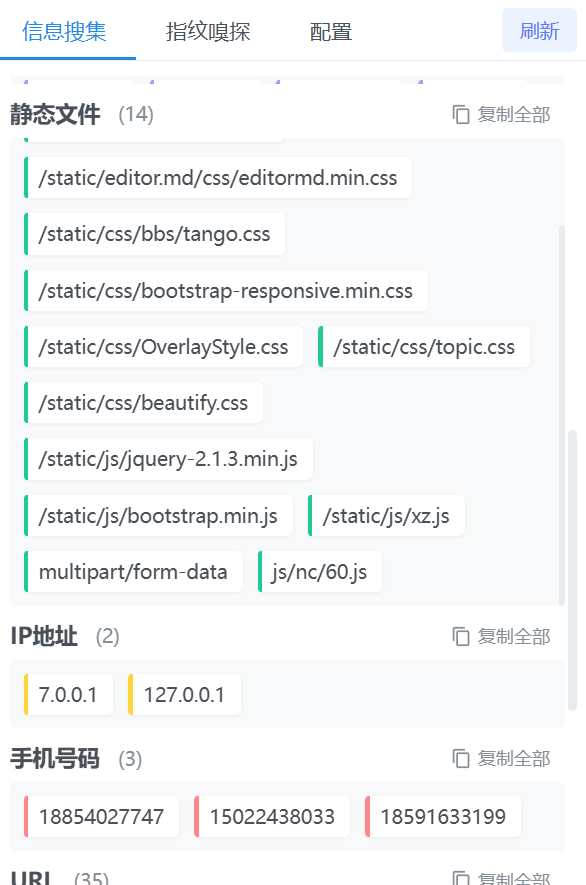 信息搜集 指纹嗅探 配置 刷新
静态文件 (14) 复制全部
/static/editor.md/css/editormd.min.css
/static/css/bbs/tango.css
/static/css/bootstrap-responsive.min.css
/static/css/OverlayStyle.css /static/css/topic.css
/static/css/beautify.css
/static/js/jquery-2.1.3.min.js
/static/js/bootstrap.min.js /static/js/xz.js
multipart/form-data js/nc/60.js
IP地址 (2) 复制全部
7.0.0.1 127.0.0.1
手机号码 (3) 复制全部
18854027747 15022438033 18591633199
URL (35) 复制全部